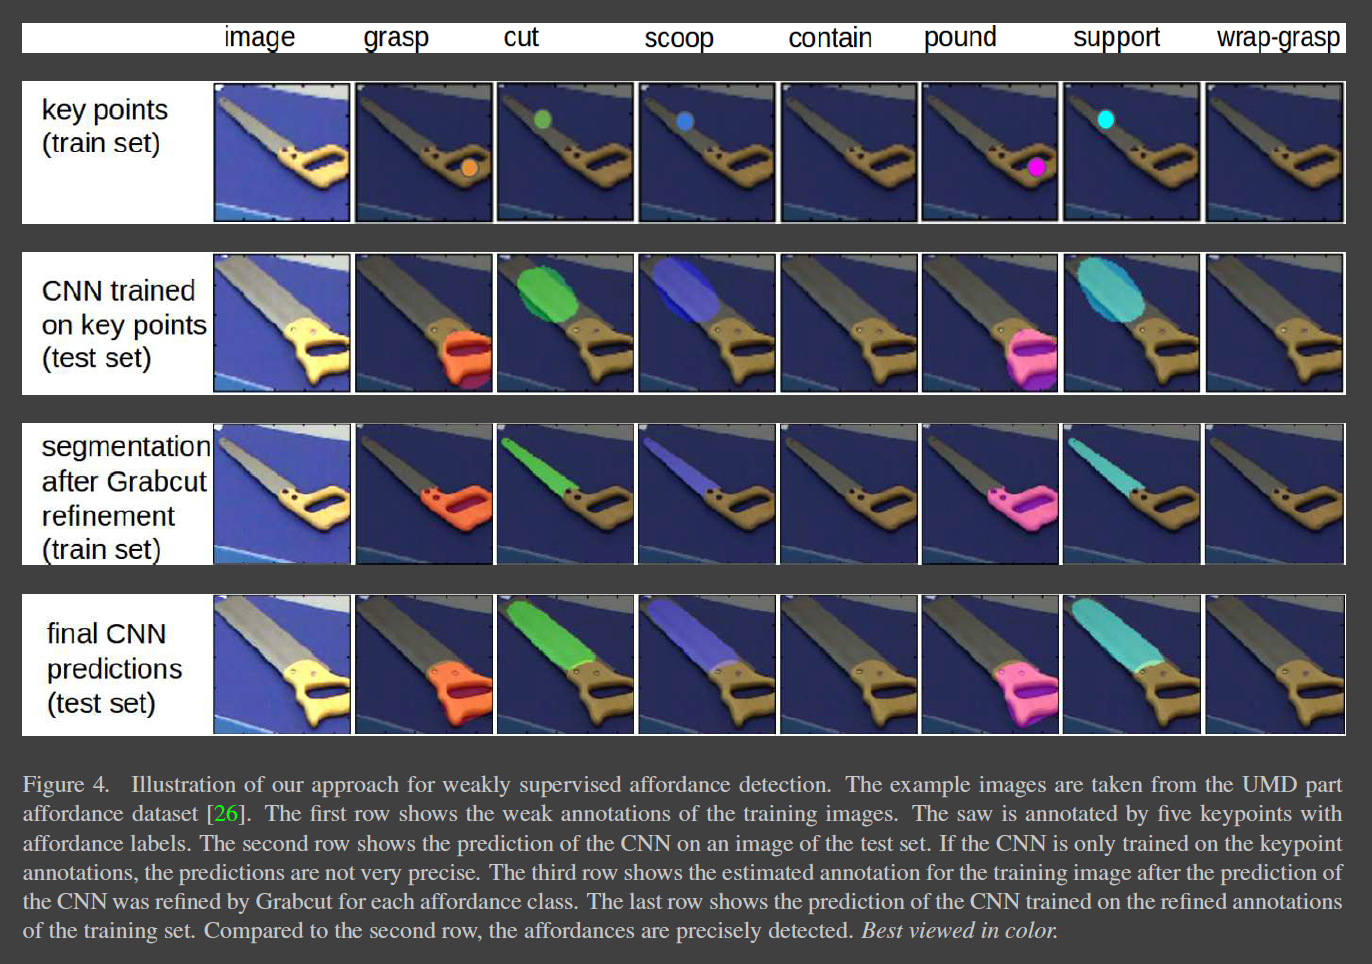 image grasp cut scoop contain pound support wrap-grasp
key points
(train set)
CNN trained
on key points
(test set)
segmentation
after Grabcut
refinement
(train set)
final CNN
predictions
(test set)
Figure 4. Illustration of our approach for weakly supervised affordance detection. The example images are taken from the UMD part
affordance dataset [26]. The first row shows the weak annotations of the training images. The saw is annotated by five keypoints with
affordance labels. The second row shows the prediction of the CNN on an image of the test set. If the CNN is only trained on the keypoint
annotations, the predictions are not very precise. The third row shows the estimated annotation for the training image after the prediction of
the CNN was refined by Grabcut for each affordance class. The last row shows the prediction of the CNN trained on the refined annotations
of the training set. Compared to the second row, the affordances are precisely detected. Best viewed in color.